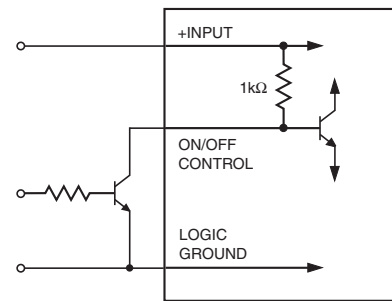 +INPUT
1kΩ
ON/OFF
CONTROL
LOGIC
GROUND